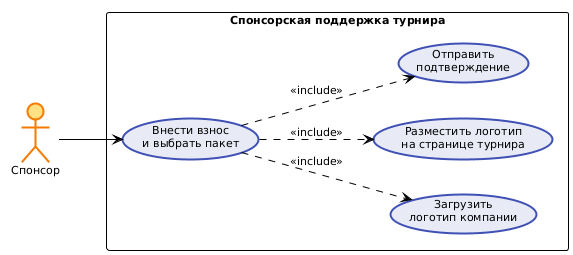 Спонсорская поддержка турнира
Отправить
подтверждение
«include»
Внести взнос
и выбрать пакет
«include»
Разместить логотип
на странице турнира
«include»
Спонсор
Загрузить
логотип компании